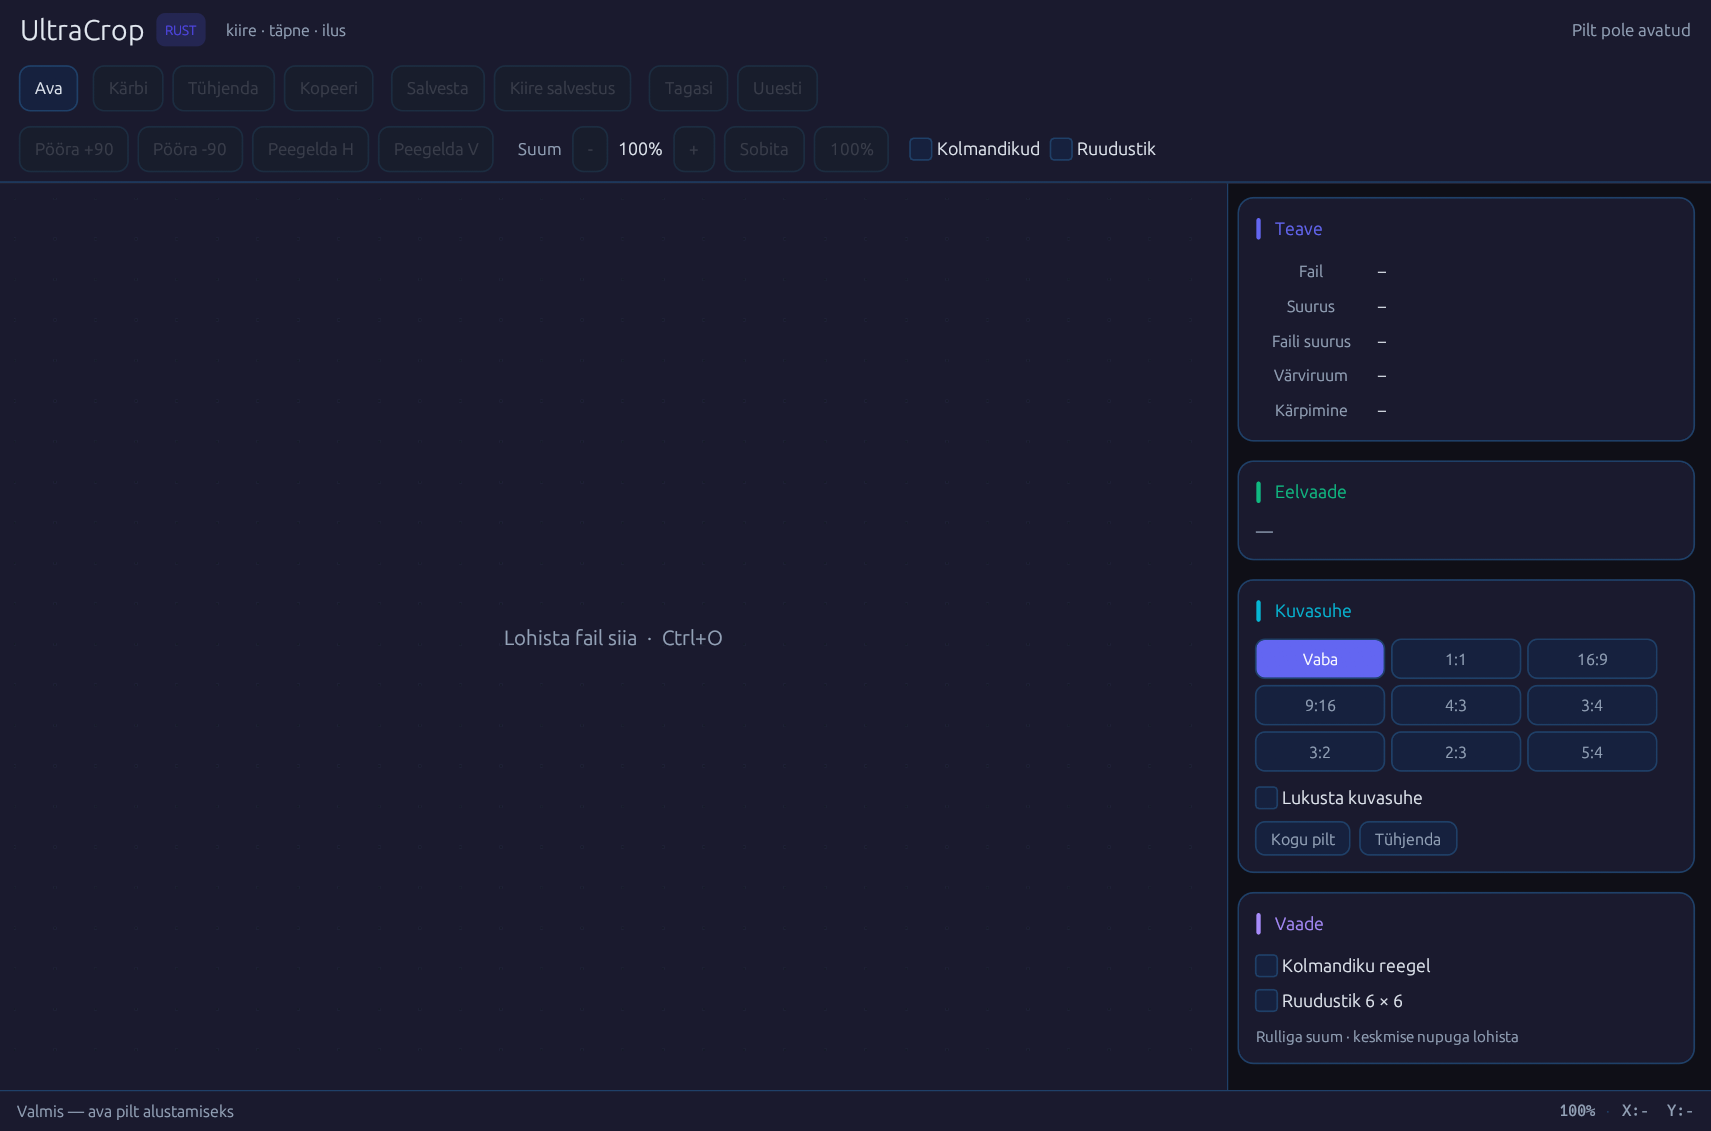 UltraCrop RUST kiire · täpne · ilus Pilt pole avatud
Ava Kärbi Tühjenda Kopeeri Salvesta Kiire salvestus Tagasi Uuesti
Pööra +90 Pööra -90 Peegelda H Peegelda V Suum - 100% + Sobita 100% Kolmandikud Ruudustik
Teave
Fail –
Suurus –
Faili suurus –
Värviruum –
Kärpimine –
Eelvaade
—
Lohista fail siia · Ctrl+O
Kuvasuhe
Vaba 1:1 16:9
9:16 4:3 3:4
3:2 2:3 5:4
Lukusta kuvasuhe
Kogu pilt Tühjenda
Vaade
Kolmandiku reegel
Ruudustik 6 × 6
Rulliga suum · keskmise nupuga lohista
Valmis — ava pilt alustamiseks 100% · X:- Y:-